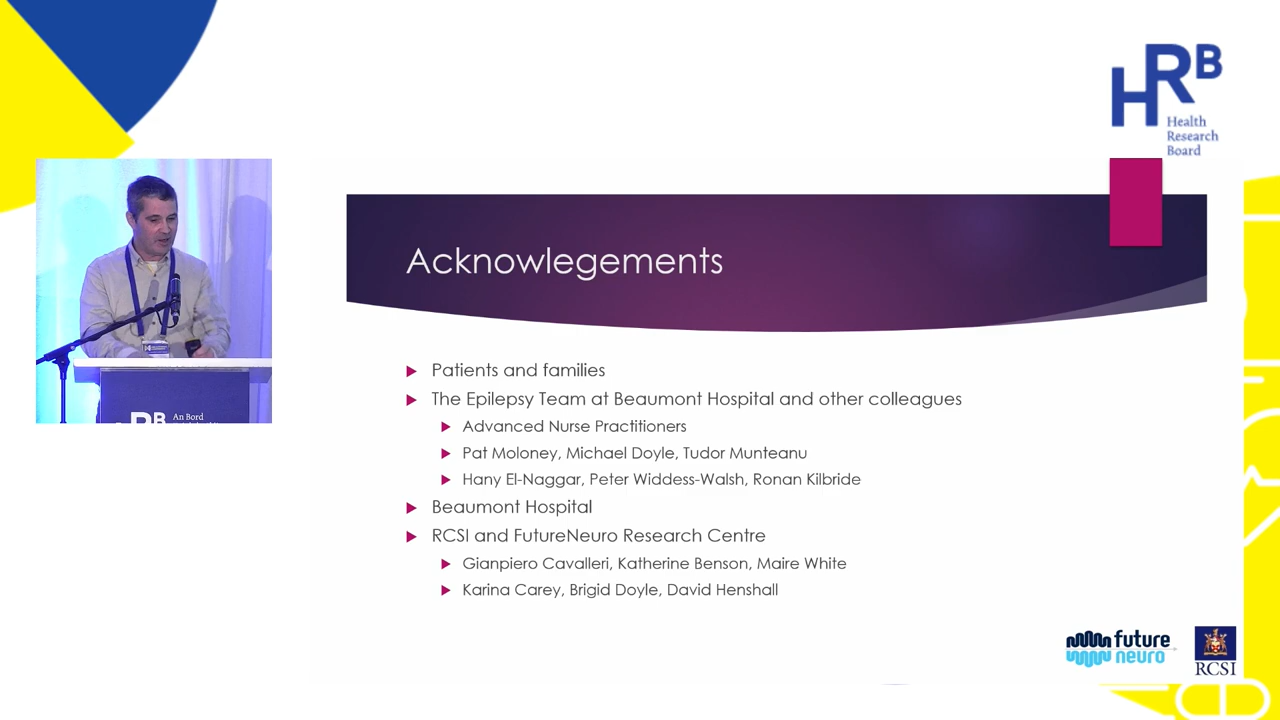 HRB
Health
Research
Board
Acknowlegements
Patients and families
The Epilepsy Team at Beaumont Hospital and other colleagues
Advanced Nurse Practitioners
Pat Moloney, Michael Doyle, Tudor Munteanu
Hany El-Naggar, Peter Widdess-Walsh, Ronan Kilbride
Beaumont Hospital
RCSI and FutureNeuro Research Centre
Gianpiero Cavalleri, Katherine Benson, Maire White
Karina Carey, Brigid Doyle, David Henshall
An Bord
future
neuro
RCSI